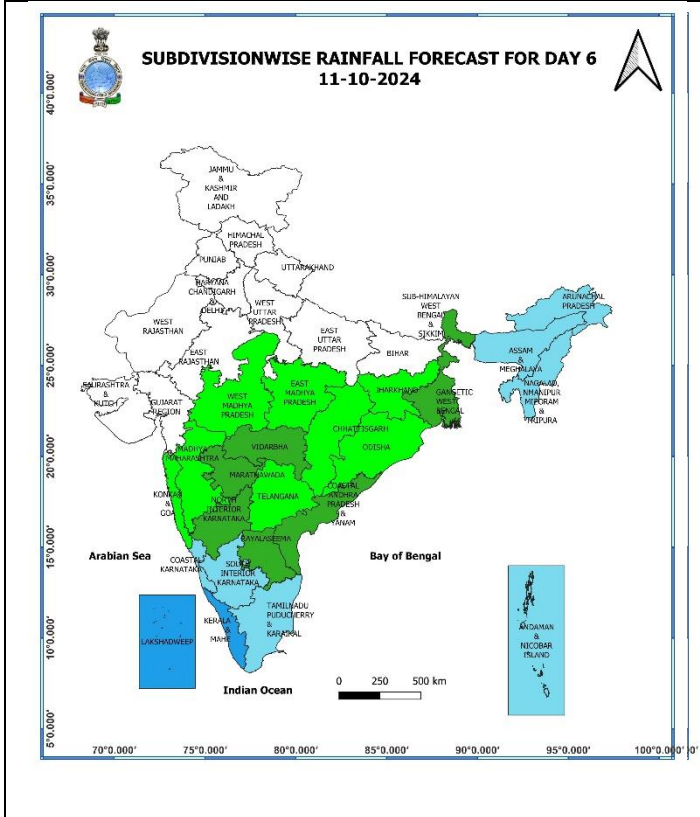 SUBDIVISIONWISE RAINFALL FORECAST FOR DAY 6
11-10-2024
40°0.000'
35°0.000'
30°0.000'
25°0.000'
20°0.000'
15°0.000'
10°0.000'
5°0.000'
JAMMU
&
KASHMIR
AND
LADAKH
HIMACHAL
PRADESH
PUNJAB
UTTARAKHAND
HARYANA
CHANDIGARH
&
DELHI
WEST
UTTAR
PRADESH
WEST
RAJASTHAN
EAST
RAJASTHAN
EAST
UTTAR
PRADESH
BIHAR
SUB-HIMALAYAN
WEST
BENGAL
&
SIKKIM
ARUNACHAL
PRADESH
ASSAM
&
MEGHALAYA
NAGALAD,
NMANIPUR
MIZORAM
&
TRIPURA
SAURASHTRA
&
KUTCH
GUJARAT
REGION
WEST
MADHYA
PRADESH
EAST
MADHYA
PRADESH
JHARKHAND
GANGETIC
WEST
BENGAL
CHHATTISGARH
ODISHA
VIDARBHA
MADHYA
MAHARASHTRA
MARATHAWADA
KONKAN
&
GOA
NORTH
INTERIOR
KARNATAKA
TELANGANA
COASTAL
ANDHRA
PRADESH
&
YANAM
RAYALASEEMA
Arabian Sea
Bay of Bengal
COASTAL
KARNATAKA
SOUTH
INTERIOR
KARNATAKA
TAMILNADU
PUDUCHERRY
&
KARAIKAL
KERALA
&
MAHE
LAKSHADWEEP
ANDAMAN
&
NICOBAR
ISLAND
Indian Ocean
0 250 500 km
70°0.000' 75°0.000' 80°0.000' 85°0.000' 90°0.000' 95°0.000' 100°0.000'